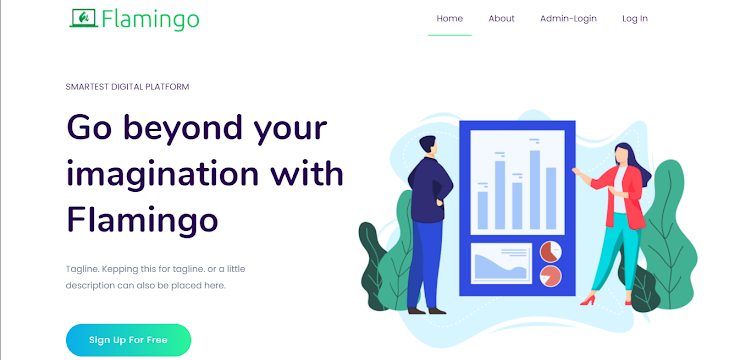 Flamingo
Home About Admin-Login Log In
SMARTEST DIGITAL PLATFORM
Go beyond your
imagination with
Flamingo
Tagline. Kepping this for tagline. or a little
description can also be placed here.
Sign Up For Free